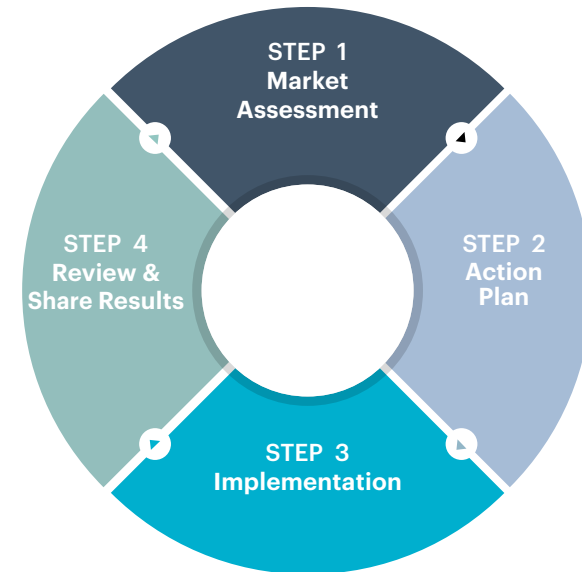 STEP 1
Market
Assessment
STEP 2
Action
Plan
STEP 3
Implementation
STEP 4
Review &
Share Results